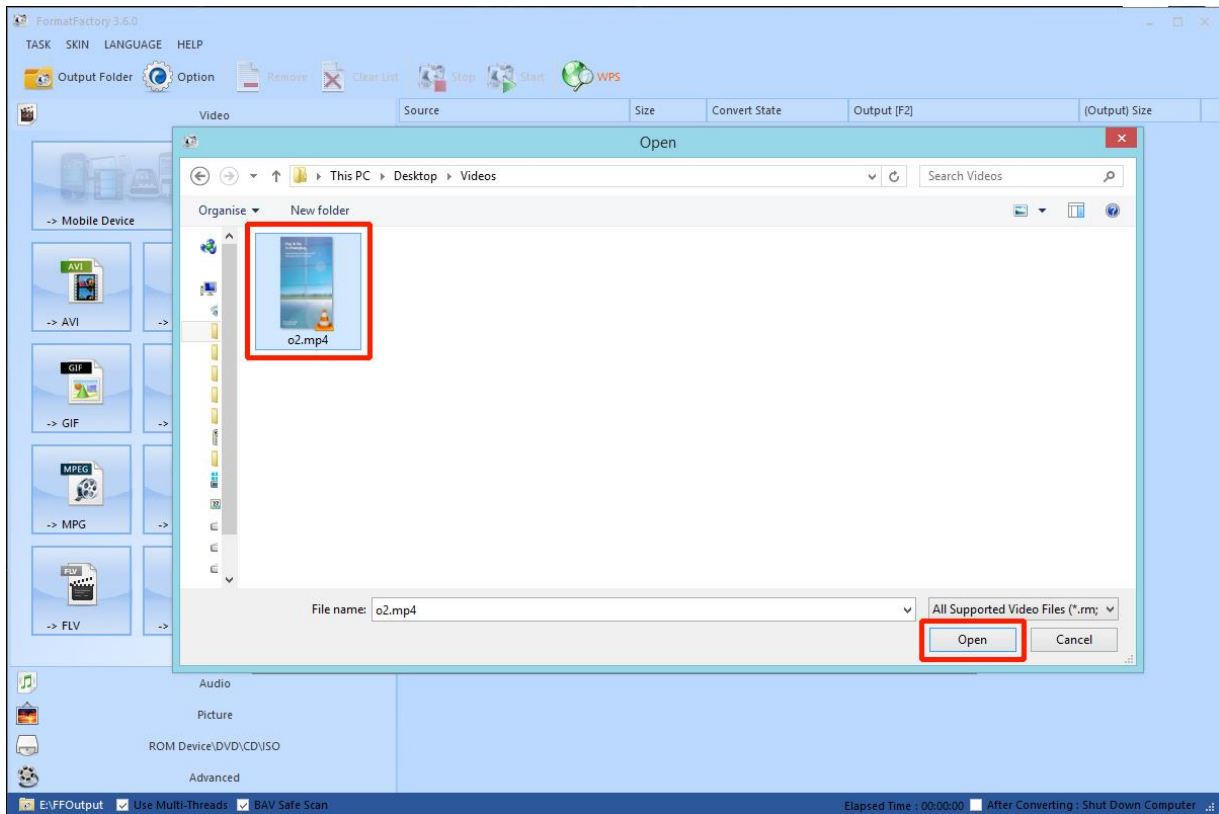 FormatFactory 3.6.0
TASK SKIN LANGUAGE HELP
Output Folder Option Remove Clear List Stop Start WPS
Video Source Size Convert State Output [F2] (Output) Size
Open
This PC Desktop Videos Search Videos
Organise New folder
-> Mobile Device
AVI
-> AVI ->
o2.mp4
GIF
-> GIF ->
MPEG
-> MPG ->
FLV
-> FLV ->
File name: o2.mp4 All Supported Video Files (*.rm;
Open Cancel
Audio
Picture
ROM Device\DVD\CD\ISO
Advanced
E:\FFOutput Use Multi-Threads BAV Safe Scan Elapsed Time : 00:00:00 After Converting : Shut Down Computer